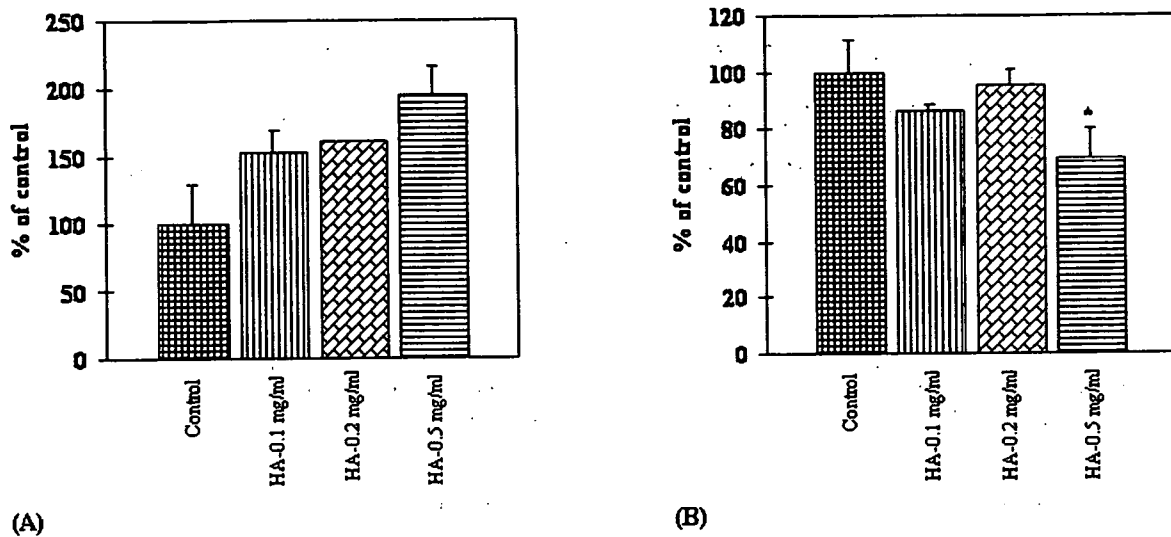 250
200
150
100
50
0
% of control
Control
HA-0.1 mg/ml
HA-0.2 mg/ml
HA-0.5 mg/ml
(A)
120
100
80
60
40
20
0
% of control
*
Control
HA-0.1 mg/ml
HA-0.2 mg/ml
HA-0.5 mg/ml
(B)